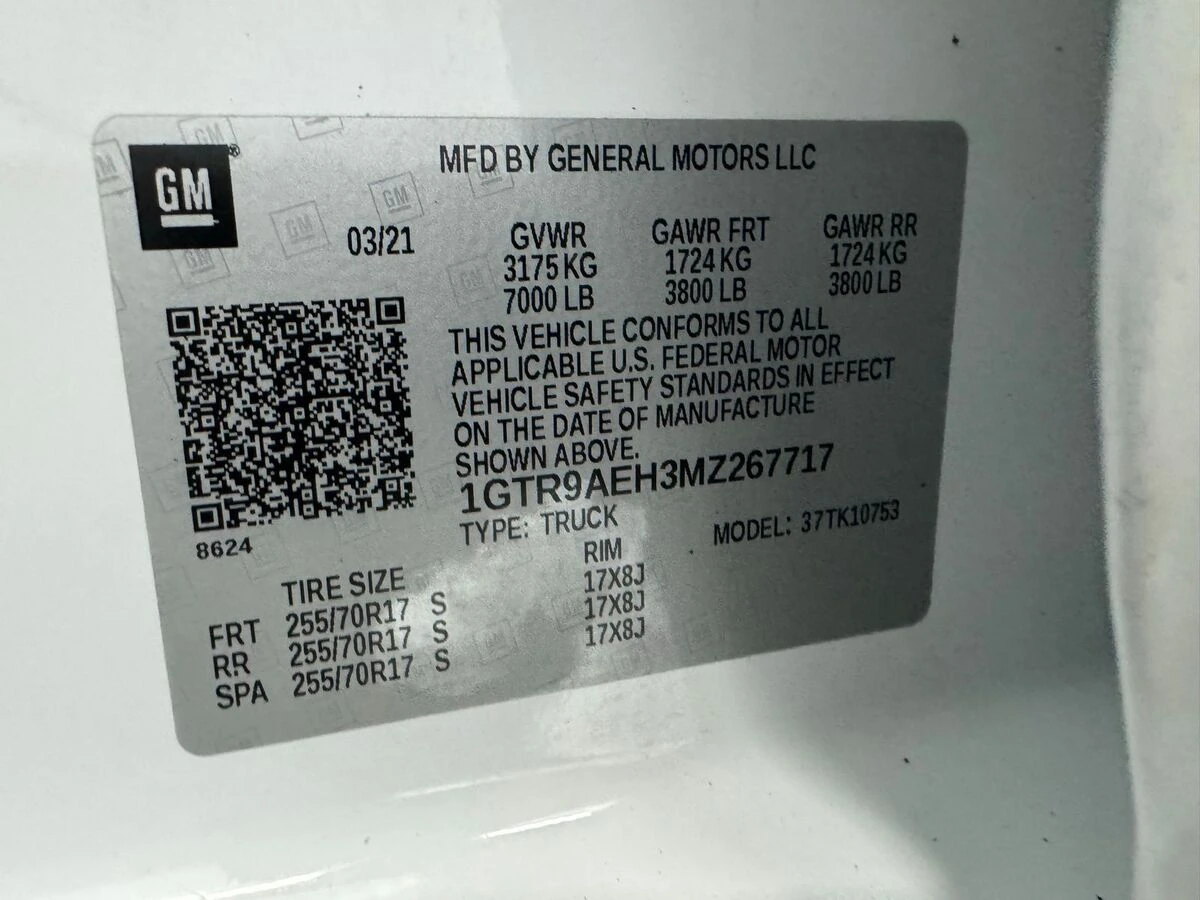 GM®
MFD BY GENERAL MOTORS LLC
03/21
GVWR GAWR FRT GAWR RR
3175 KG 1724 KG 1724 KG
7000 LB 3800 LB 3800 LB
THIS VEHICLE CONFORMS TO ALL
APPLICABLE U.S. FEDERAL MOTOR
VEHICLE SAFETY STANDARDS IN EFFECT
ON THE DATE OF MANUFACTURE
SHOWN ABOVE.
1GTR9AEH3MZ267717
TYPE: TRUCK MODEL: 37TK10753
8624
TIRE SIZE RIM
FRT 255/70R17 S 17X8J
RR 255/70R17 S 17X8J
SPA 255/70R17 S 17X8J